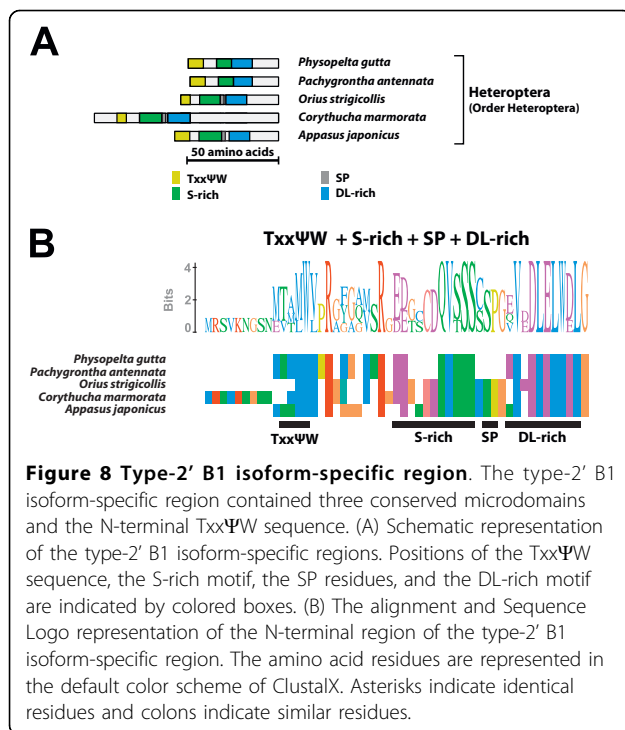 A
Physopelta gutta
Pachygrontha antennata
Orius strigicollis
Corythucha marmorata
Appasus japonicus
Heteroptera
(Order Heteroptera)
50 amino acids
TxxΨW
SP
S-rich
DL-rich
B
TxxΨW + S-rich + SP + DL-rich
4
2
0
Bits
Physopelta gutta
Pachygrontha antennata
Orius strigicollis
Corythucha marmorata
Appasus japonicus
TxxΨW
S-rich
SP
DL-rich
Figure 8 Type-2’ B1 isoform-specific region. The type-2’ B1
isoform-specific region contained three conserved microdomains
and the N-terminal TxxΨW sequence. (A) Schematic representation
of the type-2’ B1 isoform-specific regions. Positions of the TxxΨW
sequence, the S-rich motif, the SP residues, and the DL-rich motif
are indicated by colored boxes. (B) The alignment and Sequence
Logo representation of the N-terminal region of the type-2’ B1
isoform-specific region. The amino acid residues are represented in
the default color scheme of ClustalX. Asterisks indicate identical
residues and colons indicate similar residues.